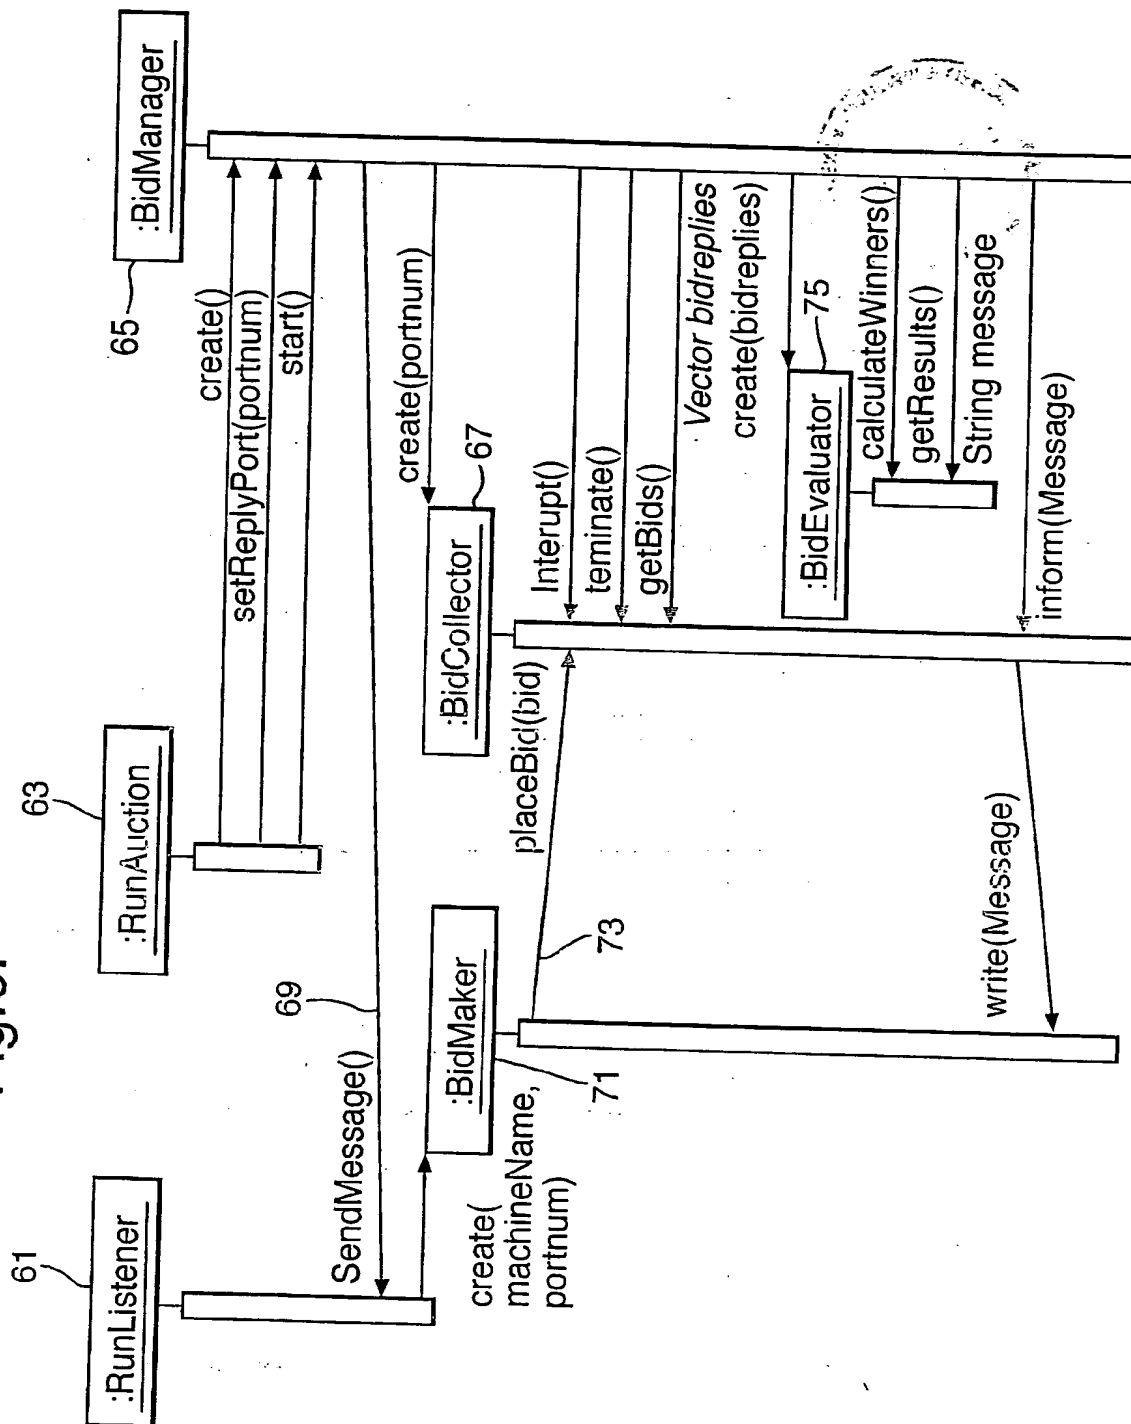 61
:RunListener
63
:RunAuction
65
:BidManager
create()
setReplyPort(portnum)
start()
69
SendMessage()
create(
machineName,
portnum)
:BidMaker
71
create(portnum)
67
:BidCollector
placeBid(bid)
73
Interupt()
teminate()
getBids()
Vector bidreplies
create(bidreplies)
75
:BidEvaluator
calculateWinners()
getResults()
String message
inform(Message)
write(Message)